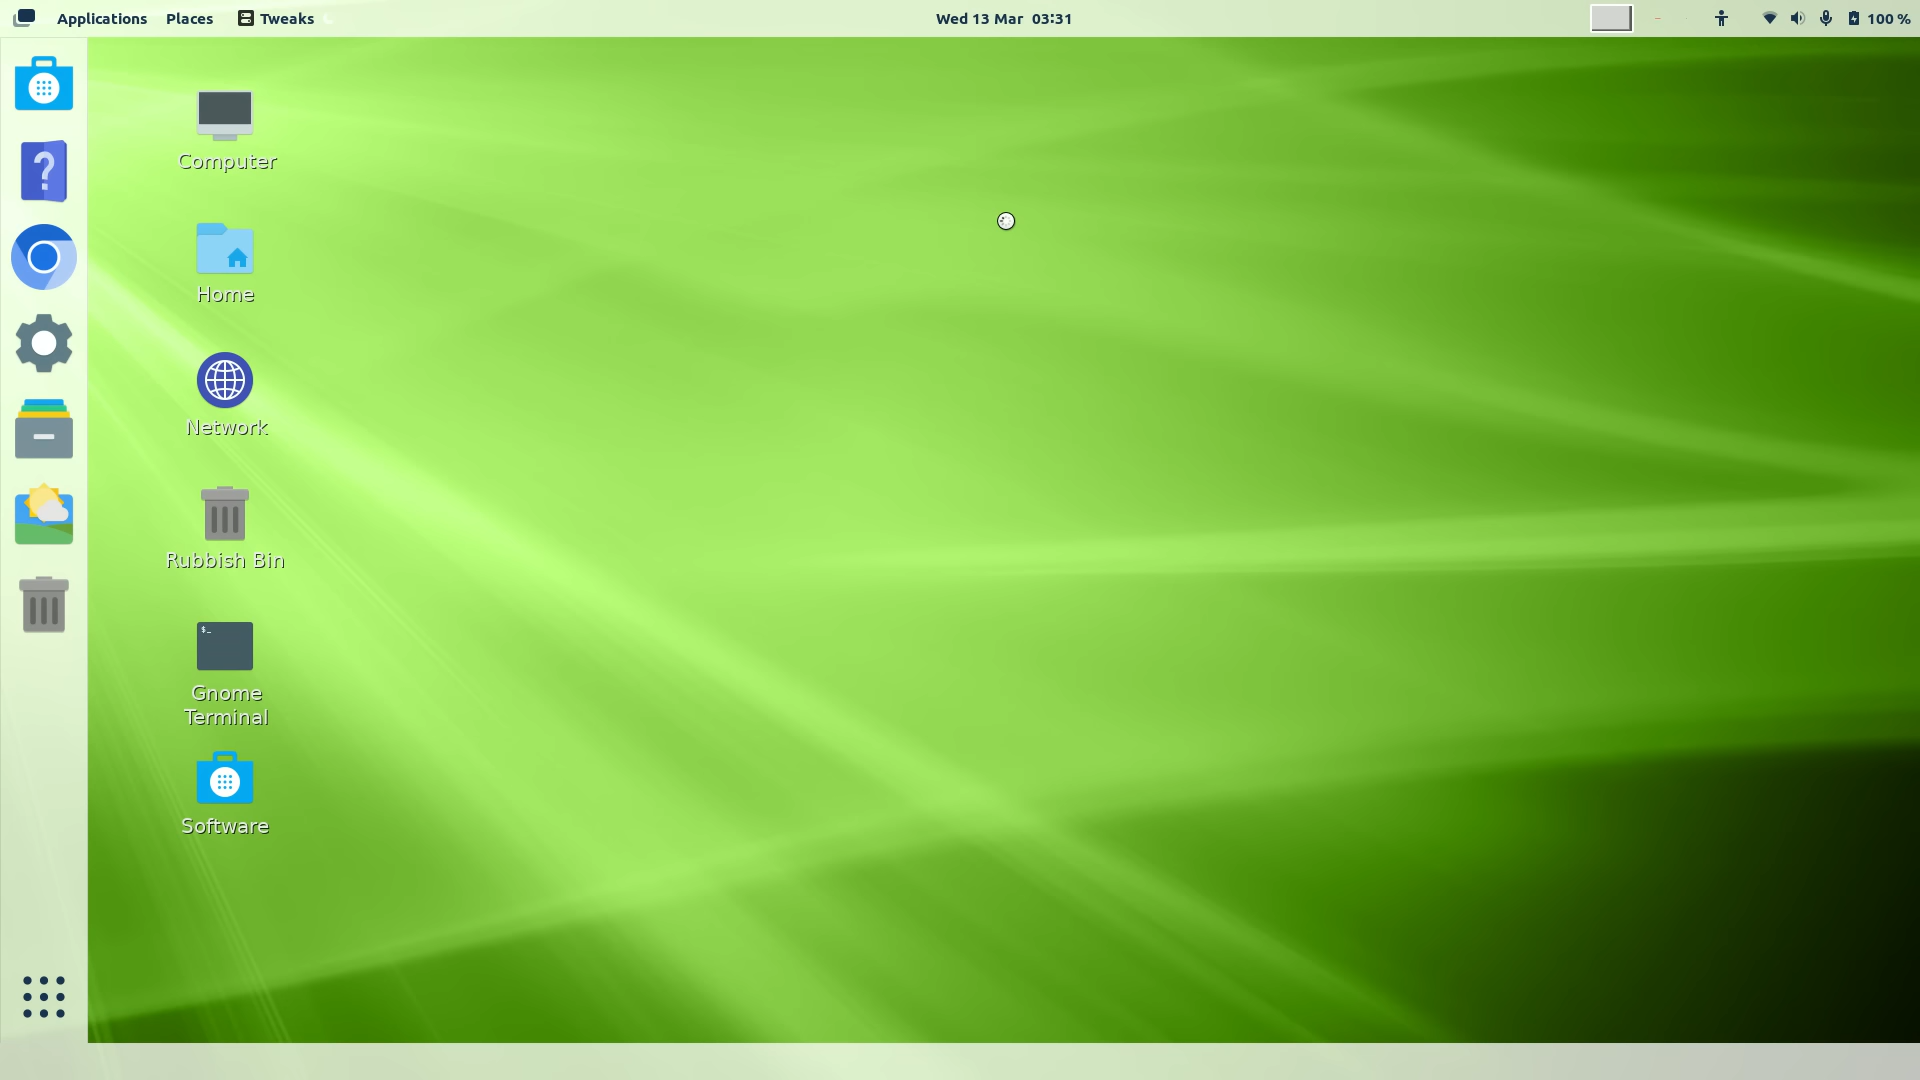 Applications Places Tweaks Wed 13 Mar 03:31 100 %
Computer
Home
Network
Rubbish Bin
$_
Gnome
Terminal
Software